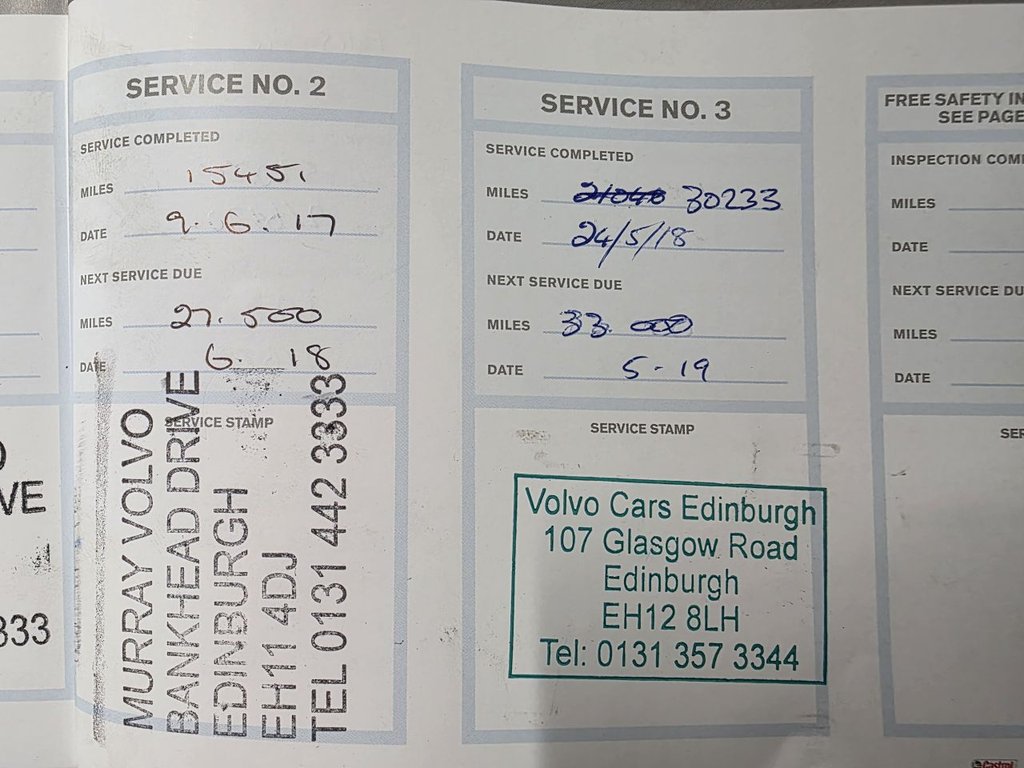 VE
333
SERVICE NO. 2
SERVICE COMPLETED
MILES 15451
DATE 9. 6. 17
NEXT SERVICE DUE
MILES 27. 500
DATE 6. 18
SERVICE STAMP
MURRAY VOLVO
BANKHEAD DRIVE
EDINBURGH
EH11 4DJ
TEL 0131 442 3333
SERVICE NO. 3
SERVICE COMPLETED
MILES 21040 30233
DATE 24/5/18
NEXT SERVICE DUE
MILES 33. 000
DATE 5 - 19
SERVICE STAMP
Volvo Cars Edinburgh
107 Glasgow Road
Edinburgh
EH12 8LH
Tel: 0131 357 3344
FREE SAFETY IN
SEE PAGE
INSPECTION COM
MILES
DATE
NEXT SERVICE DU
MILES
DATE
SER
Castrol